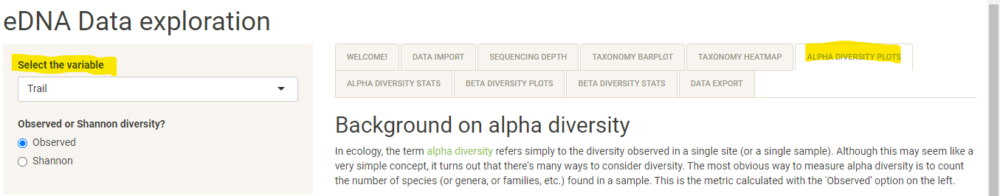 eDNA Data exploration
Select the variable
Trail
Observed or Shannon diversity?
Observed
Shannon
WELCOME!
DATA IMPORT
SEQUENCING DEPTH
TAXONOMY BARPLOT
TAXONOMY HEATMAP
ALPHA DIVERSITY PLOTS
ALPHA DIVERSITY STATS
BETA DIVERSITY PLOTS
BETA DIVERSITY STATS
DATA EXPORT
Background on alpha diversity
In ecology, the term alpha diversity refers simply to the diversity observed in a single site (or a single sample). Although this may seem like a
very simple concept, it turns out that there's many ways to consider diversity. The most obvious way to measure alpha diversity is to count
the number of species (or genera, or families, etc.) found in a sample. This is the metric calculated with the 'Observed' option on the left.